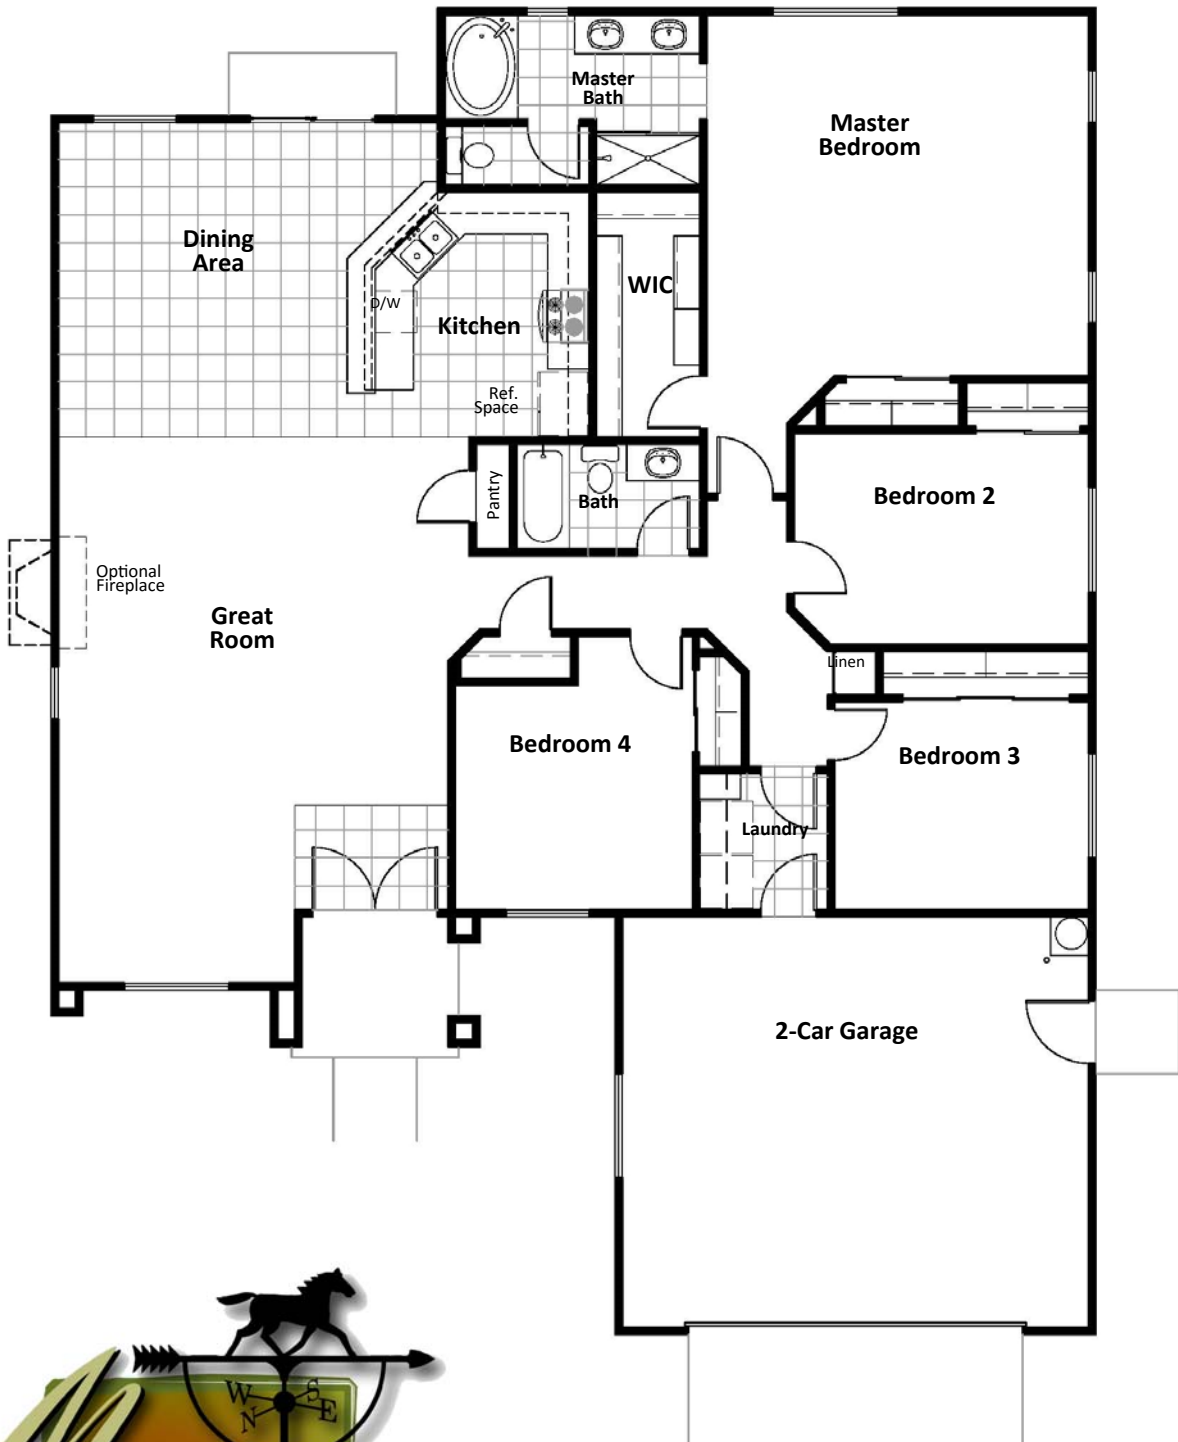 Master
Bath
Master
Bedroom
Dining
Area
WIC
D/W
Kitchen
Ref.
Space
Pantry
Bath
Bedroom 2
Optional
Fireplace
Great
Room
Linen
Bedroom 4
Bedroom 3
Laundry
2-Car Garage
W
S
N
E